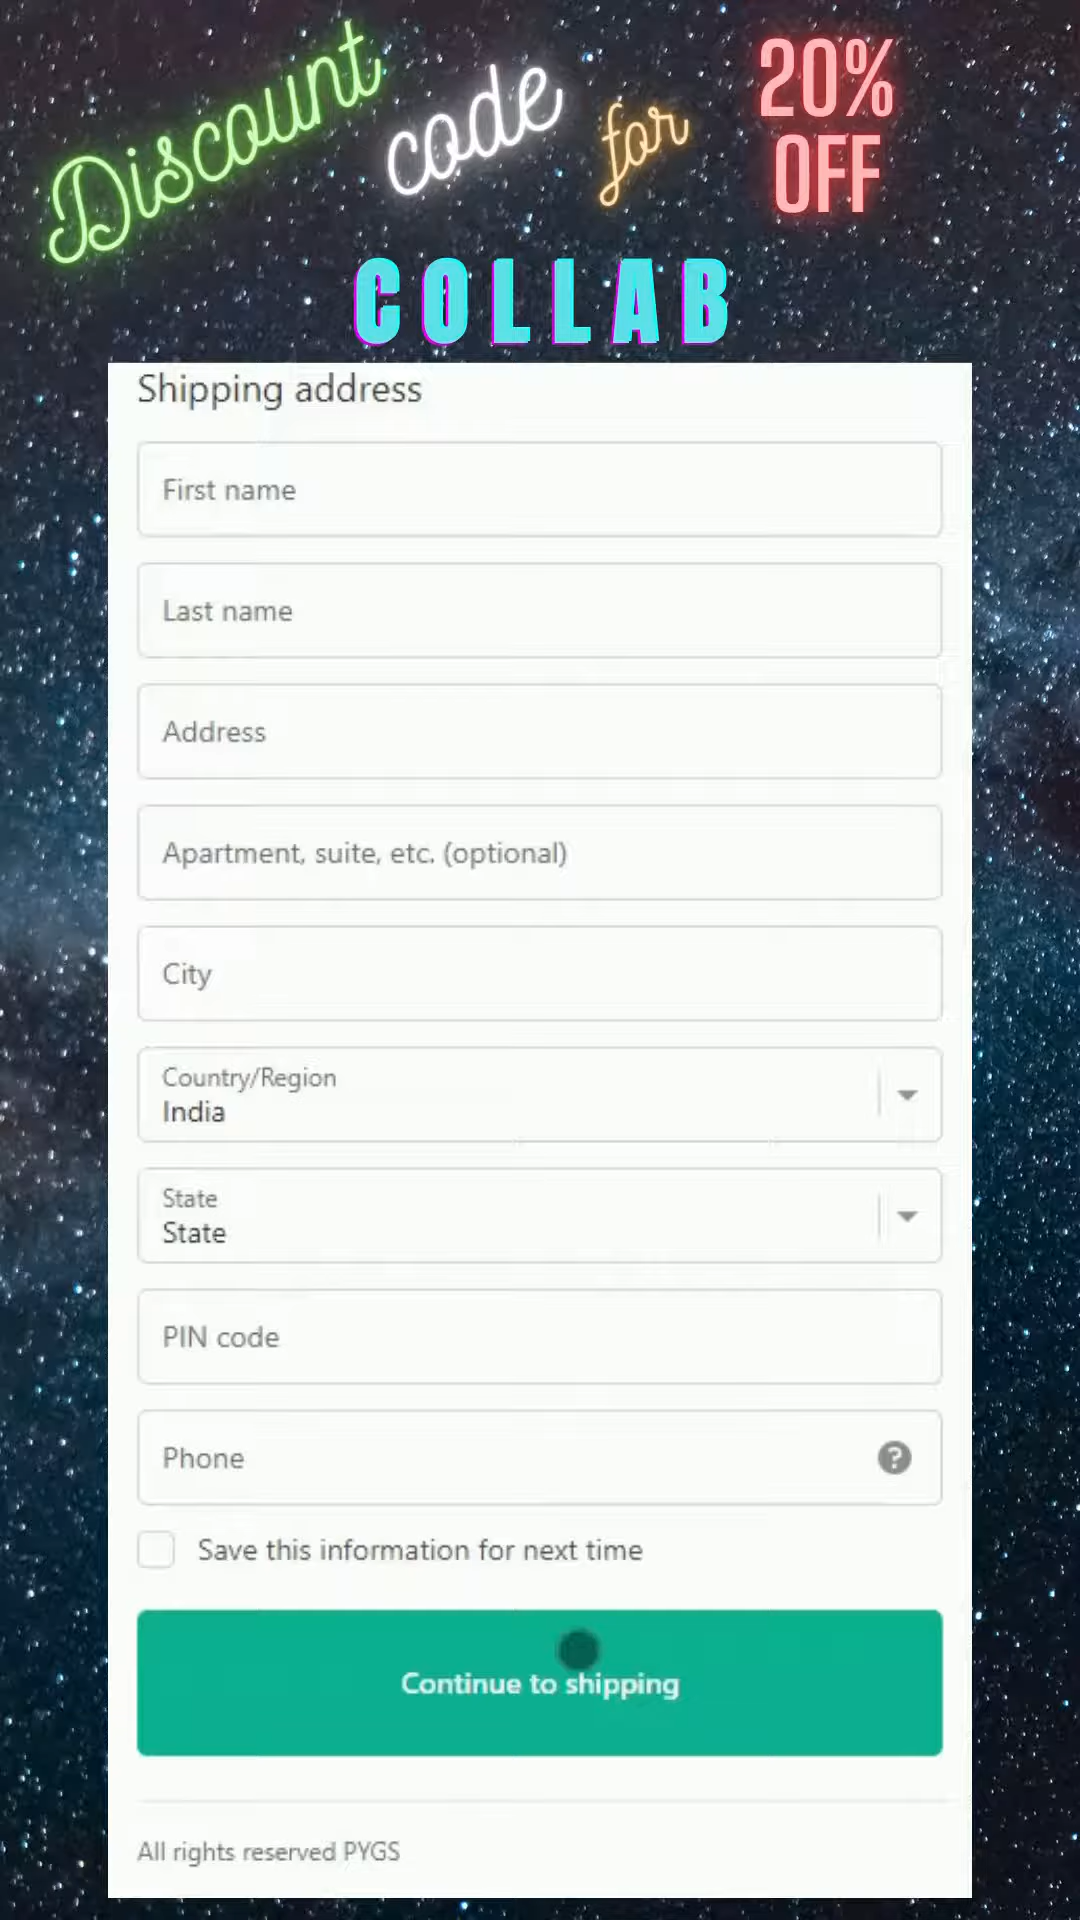 Discount code for 20% OFF
COLLAB
Shipping address
First name
Last name
Address
Apartment, suite, etc. (optional)
City
Country/Region
India
State
State
PIN code
Phone
?
Save this information for next time
Continue to shipping
All rights reserved PYGS